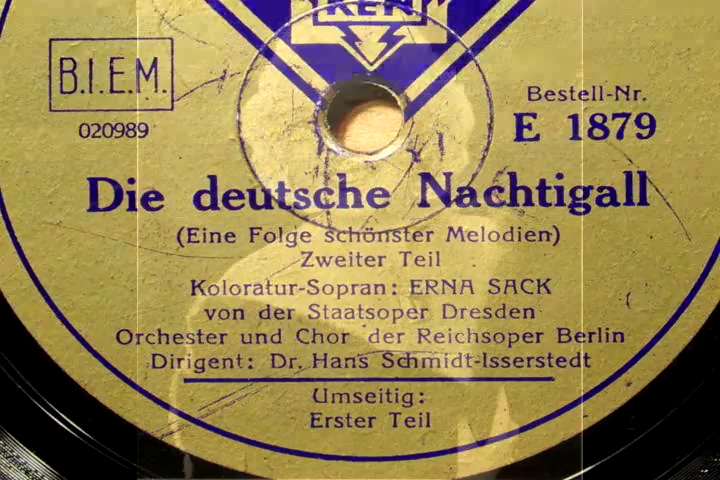 KEN
B.I.E.M.
020989
Bestell-Nr.
E 1879
Die deutsche Nachtigall
(Eine Folge schönster Melodien)
Zweiter Teil
Koloratur-Sopran: ERNA SACK
von der Staatsoper Dresden
Orchester und Chor der Reichsoper Berlin
Dirigent: Dr. Hans Schmidt-Isserstedt
Umseitig:
Erster Teil